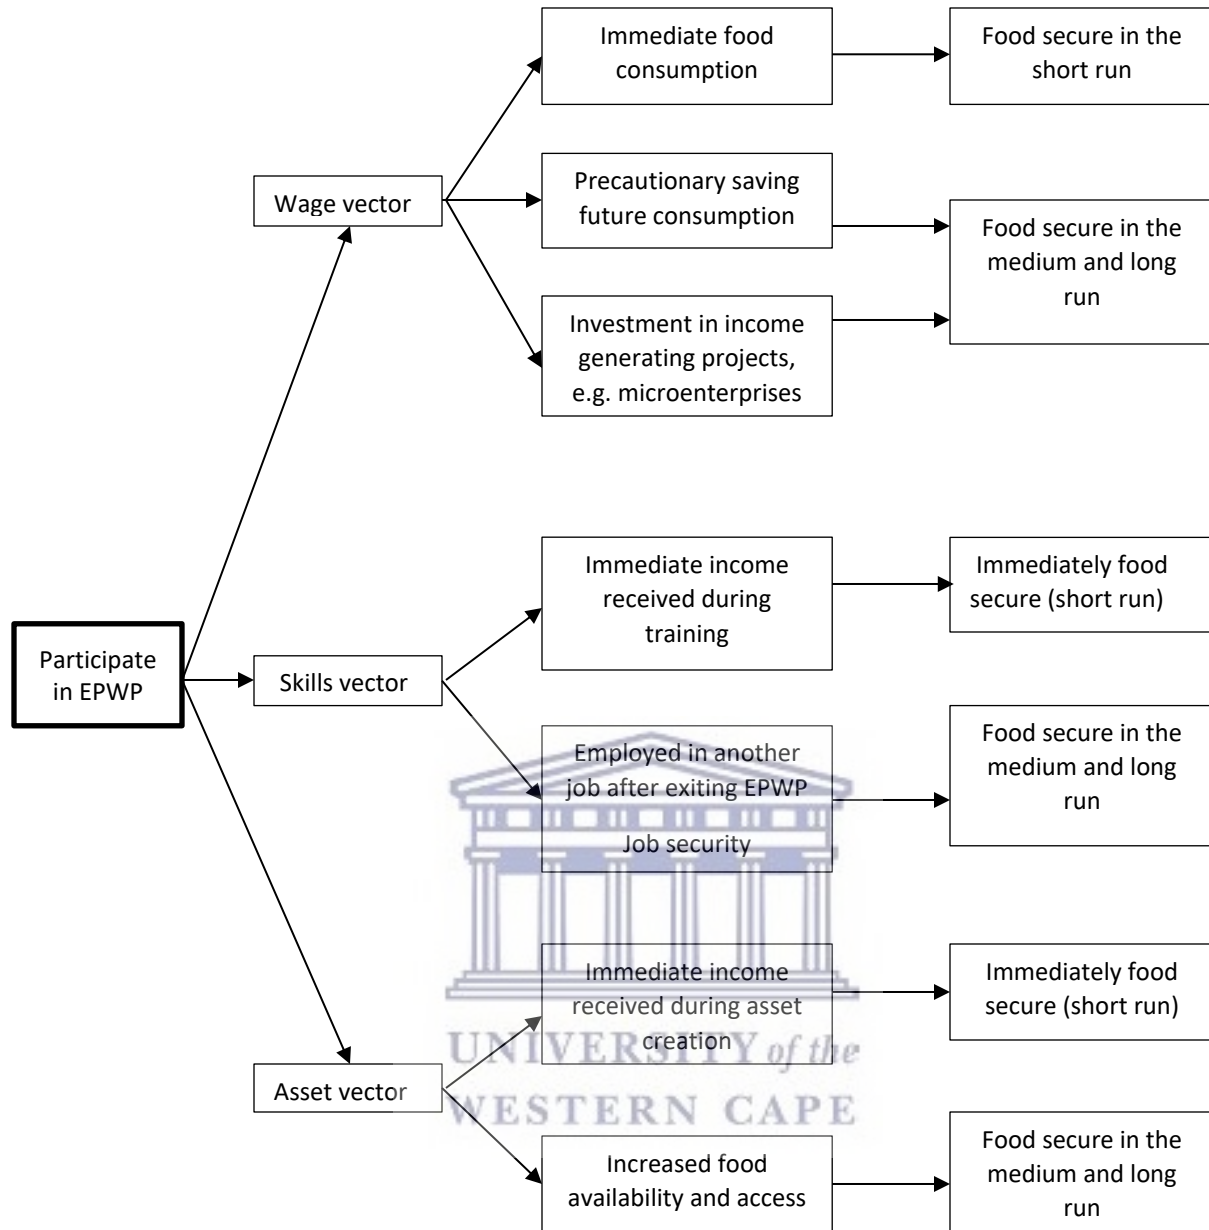 Immediate food
consumption
Food secure in the
short run
Wage vector
Precautionary saving
future consumption
Food secure in the
medium and long
run
Investment in income
generating projects,
e.g. microenterprises
Participate
in EPWP
Skills vector
Immediate income
received during
training
Immediately food
secure (short run)
Employed in another
job after exiting EPWP
Job security
Food secure in the
medium and long
run
Asset vector
Immediate income
received during asset
creation
Immediately food
secure (short run)
UNIVERSITY of the
WESTERN CAPE
Increased food
availability and access
Food secure in the
medium and long
run